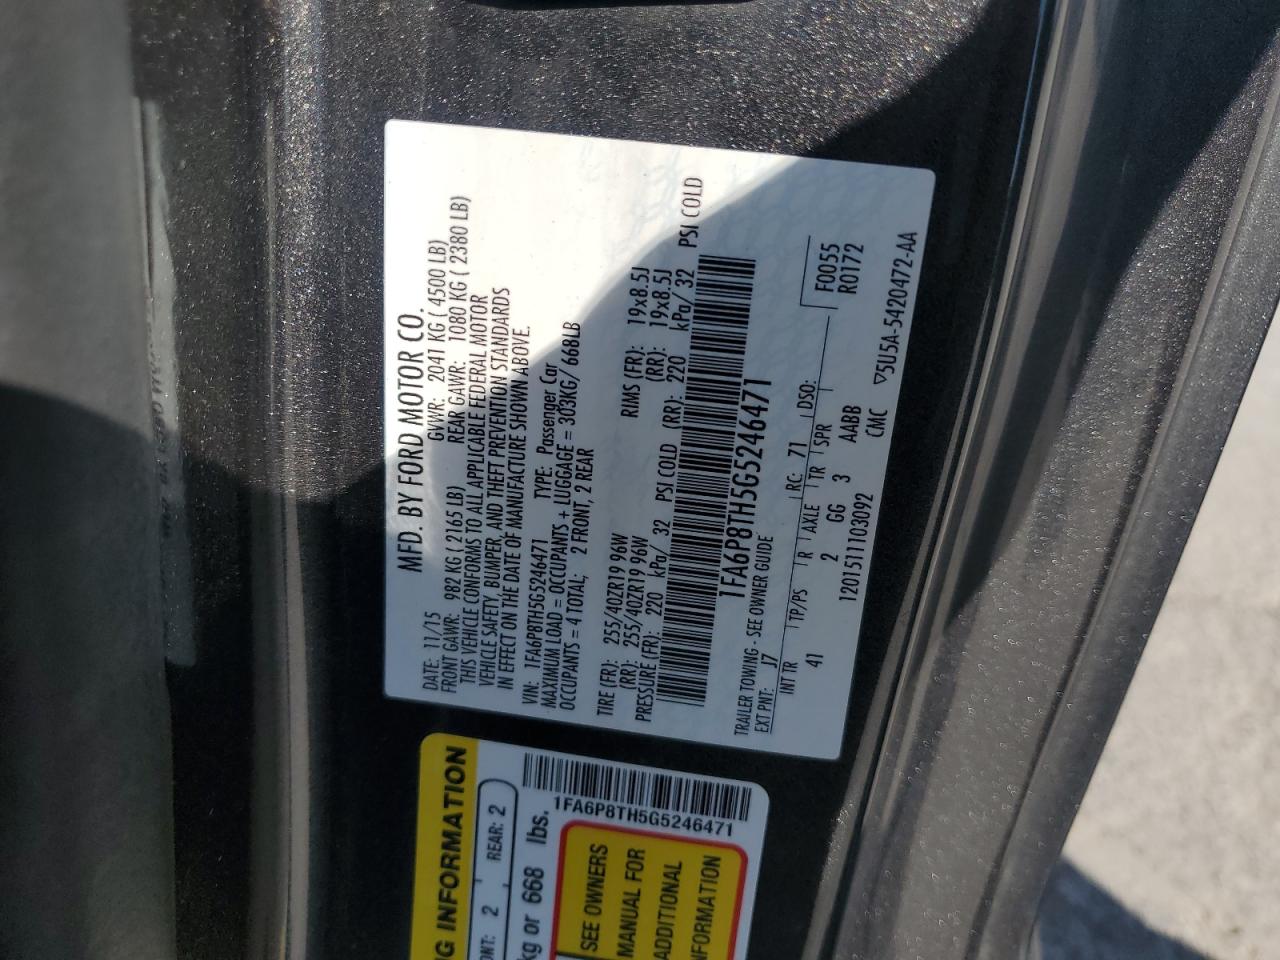 MFD. BY FORD MOTOR CO.
DATE: 11/15 GVWR: 2041 KG ( 4500 LB)
FRONT GAWR: 982 KG ( 2165 LB) REAR GAWR: 1080 KG ( 2380 LB)
THIS VEHICLE CONFORMS TO ALL APPLICABLE FEDERAL MOTOR
VEHICLE SAFETY, BUMPER, AND THEFT PREVENTION STANDARDS
IN EFFECT ON THE DATE OF MANUFACTURE SHOWN ABOVE.
VIN: 1FA6P8TH5G5246471 TYPE: Passenger Car
MAXIMUM LOAD = OCCUPANTS + LUGGAGE = 303KG/ 668LB
OCCUPANTS = 4 TOTAL; 2 FRONT, 2 REAR
TIRE (FR): 255/40ZR19 96W RIMS (FR): 19x8.5J
(RR): 255/40ZR19 96W (RR): 19x8.5J
PRESSURE (FR): 220 kPa/ 32 PSI COLD (RR): 220 kPa/ 32 PSI COLD
1FA6P8TH5G5246471
TRAILER TOWING - SEE OWNER GUIDE
EXT PNT: J7 RC: 71 DSO: F0055
INT TR TP/PS R AXLE TR SPR R0172
41 2 GG 3 AABB
1201511103092 CMC
▽5U5A-5420472-AA
G INFORMATION
ONT: 2 REAR: 2
kg or 668 lbs.
1FA6P8TH5G5246471
SEE OWNERS
MANUAL FOR
ADDITIONAL
INFORMATION